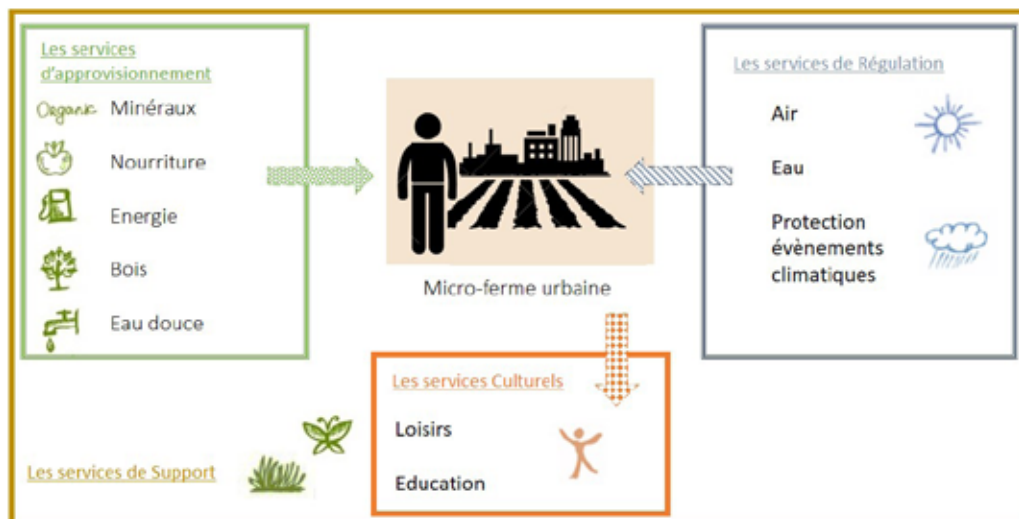 Les services
d'approvisionnement
Organic Minéraux
Nourriture
Energie
Bois
Eau douce
Micro-ferme urbaine
Les services de Régulation
Air
Eau
Protection
évènements
climatiques
Les services Culturels
Loisirs
Education
Les services de Support